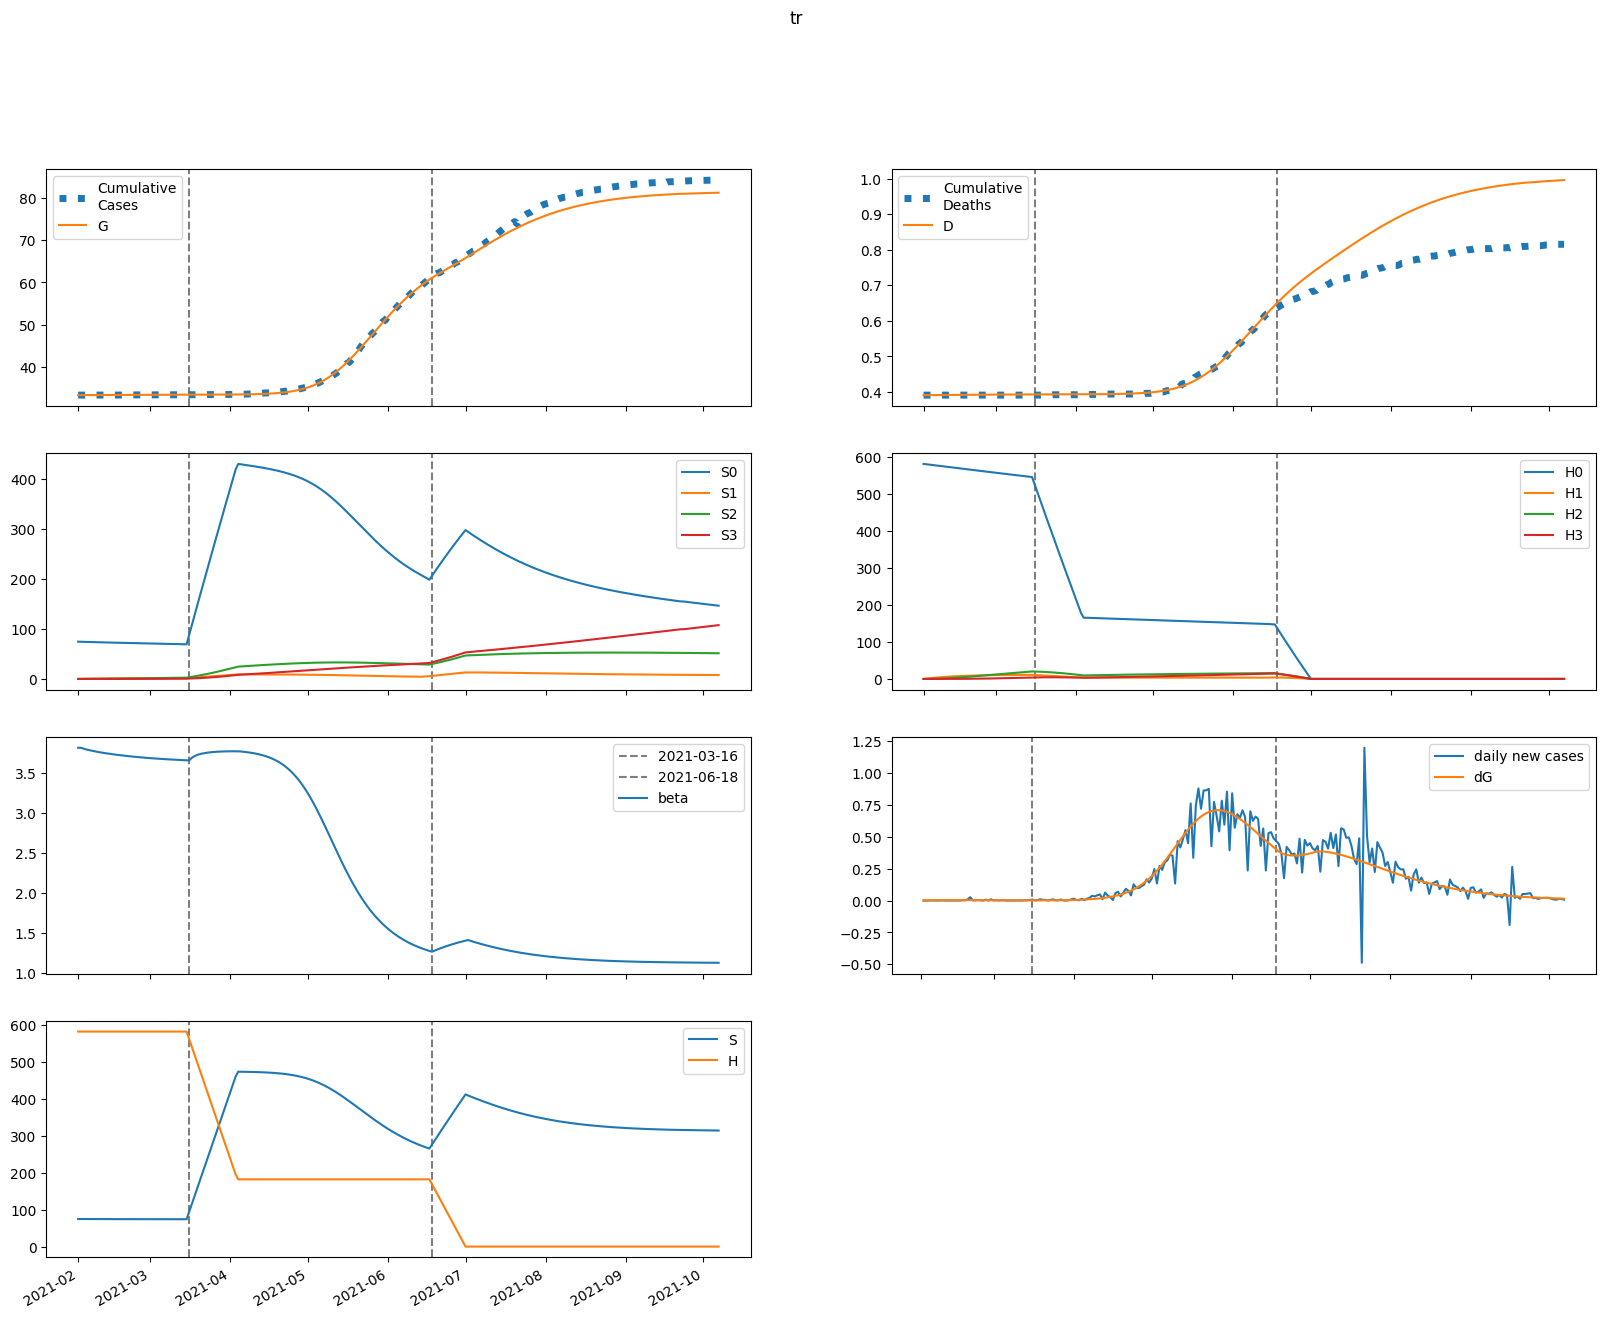 tr
Cumulative
Cases
G
80
70
60
50
40
Cumulative
Deaths
D
1.0
0.9
0.8
0.7
0.6
0.5
0.4
S0
S1
S2
S3
400
300
200
100
0
H0
H1
H2
H3
600
500
400
300
200
100
0
2021-03-16
2021-06-18
beta
3.5
3.0
2.5
2.0
1.5
1.0
daily new cases
dG
1.25
1.00
0.75
0.50
0.25
0.00
−0.25
−0.50
S
H
600
500
400
300
200
100
0
2021-02
2021-03
2021-04
2021-05
2021-06
2021-07
2021-08
2021-09
2021-10